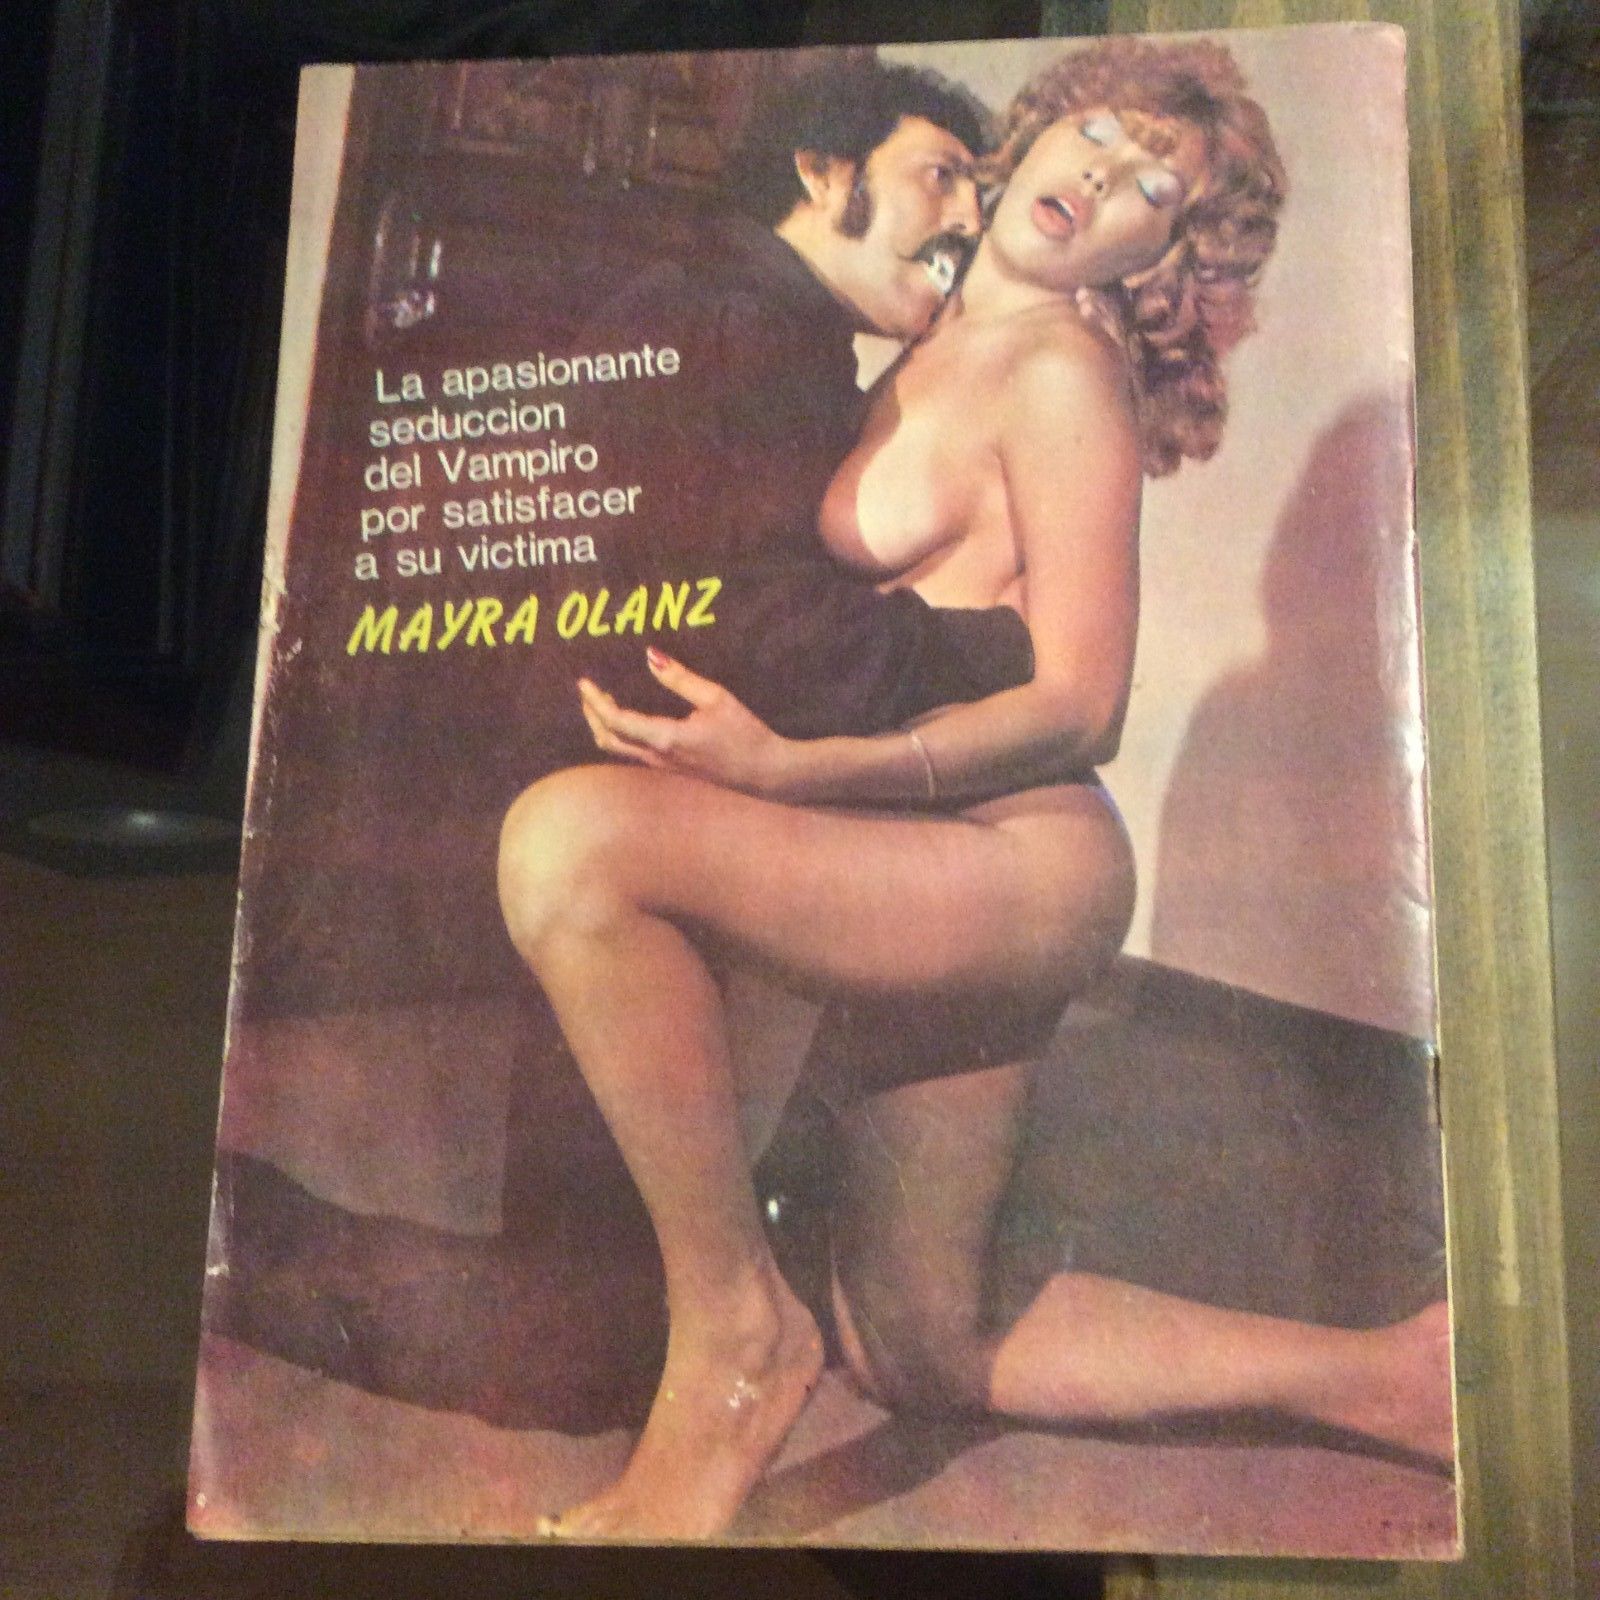 La apasionante
seduccion
del Vampiro
por satisfacer
a su victima
MAYRA OLANZ